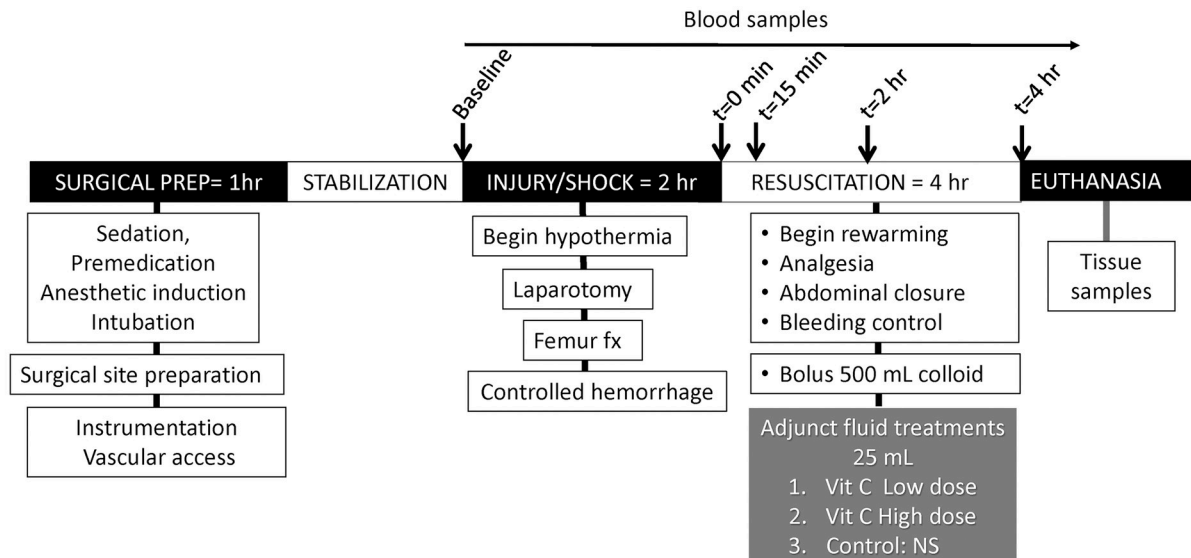 Blood samples
Baseline
t=0 min
t=15 min
t=2 hr
t=4 hr
SURGICAL PREP= 1hr
STABILIZATION
INJURY/SHOCK = 2 hr
RESUSCITATION = 4 hr
EUTHANASIA
Sedation,
Premedication
Anesthetic induction
Intubation
Surgical site preparation
Instrumentation
Vascular access
Begin hypothermia
Laparotomy
Femur fx
Controlled hemorrhage
• Begin rewarming
• Analgesia
• Abdominal closure
• Bleeding control
• Bolus 500 mL colloid
Adjunct fluid treatments
25 mL
1. Vit C Low dose
2. Vit C High dose
3. Control: NS
Tissue
samples